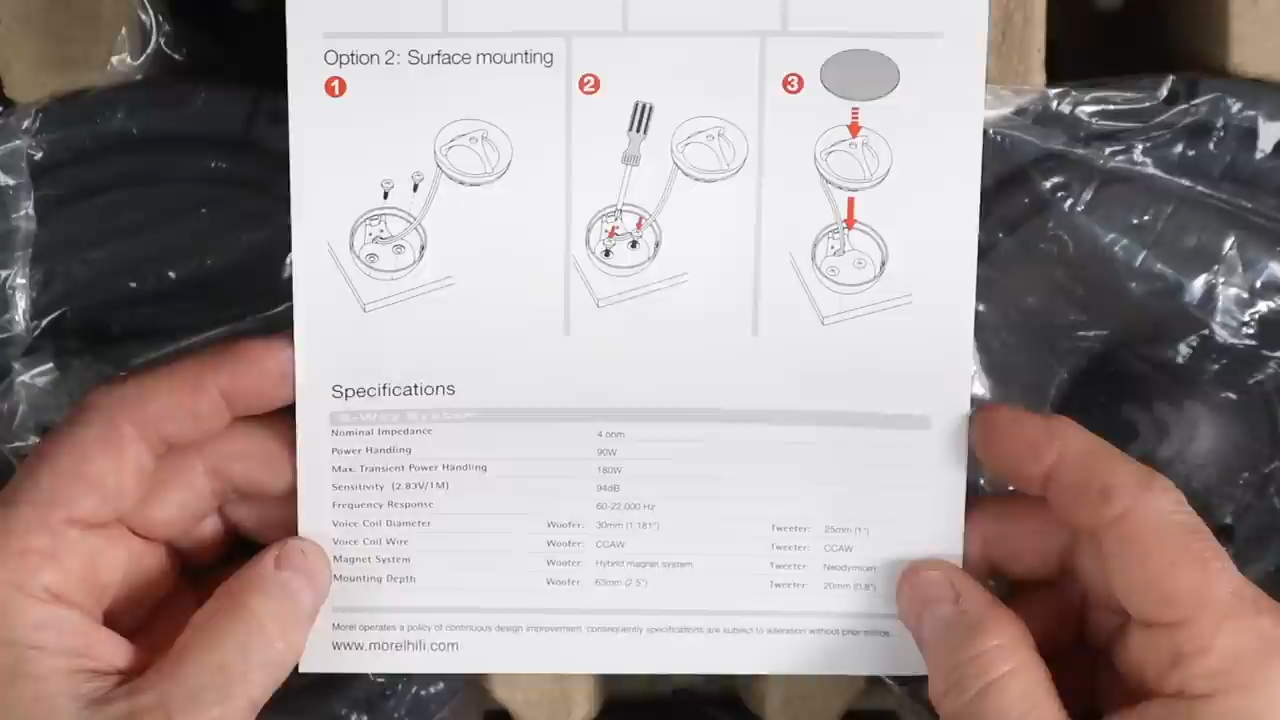 Option 2: Surface mounting
1
2
3
Specifications
Nominal Impedance 4 ohm
Power Handling 90W
Max. Transient Power Handling 180W
Sensitivity (2.83V/1M) 94dB
Frequency Response 60-22,000 Hz
Voice Coil Diameter Woofer: 30mm (1.181") Tweeter: 25mm (1")
Voice Coil Wire Woofer: CCAW Tweeter: CCAW
Magnet System Woofer: Hybrid magnet system Tweeter: Neodymium
Mounting Depth Woofer: 63mm (2.5") Tweeter: 20mm (0.8")
Morel operates a policy of continuous design improvement, consequently specifications are subject to alteration without prior notice.
www.morelhifi.com